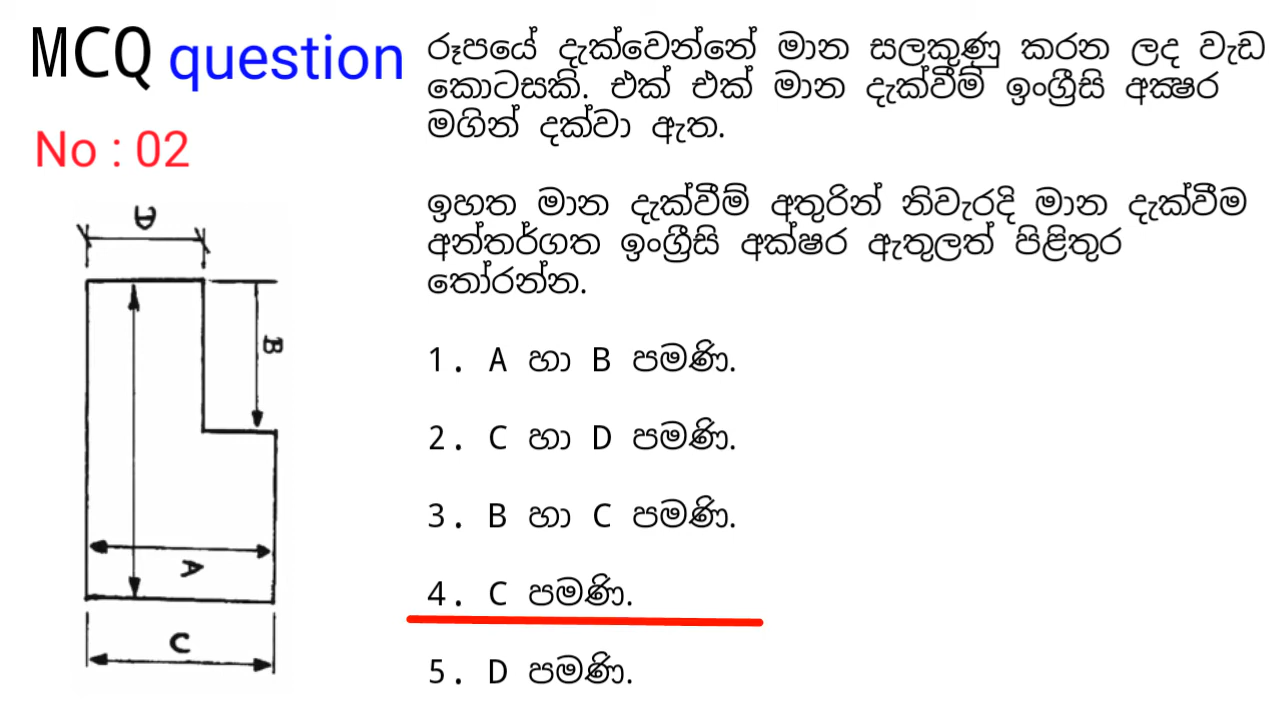 MCQ question
No : 02
රූපයේ දැක්වෙන්නේ මාන සලකුණු කරන ලද වැඩ
කොටසකි. එක් එක් මාන දැක්වීම් ඉංග්‍රීසි අක්‍ෂර
මගින් දක්වා ඇත.
ඉහත මාන දැක්වීම් අතුරින් නිවැරදි මාන දැක්වීම
අන්තර්ගත ඉංග්‍රීසි අක්ෂර ඇතුලත් පිළිතුර
තෝරන්න.
1. A හා B පමණි.
2. C හා D පමණි.
3. B හා C පමණි.
4. C පමණි.
5. D පමණි.
D
B
A
C